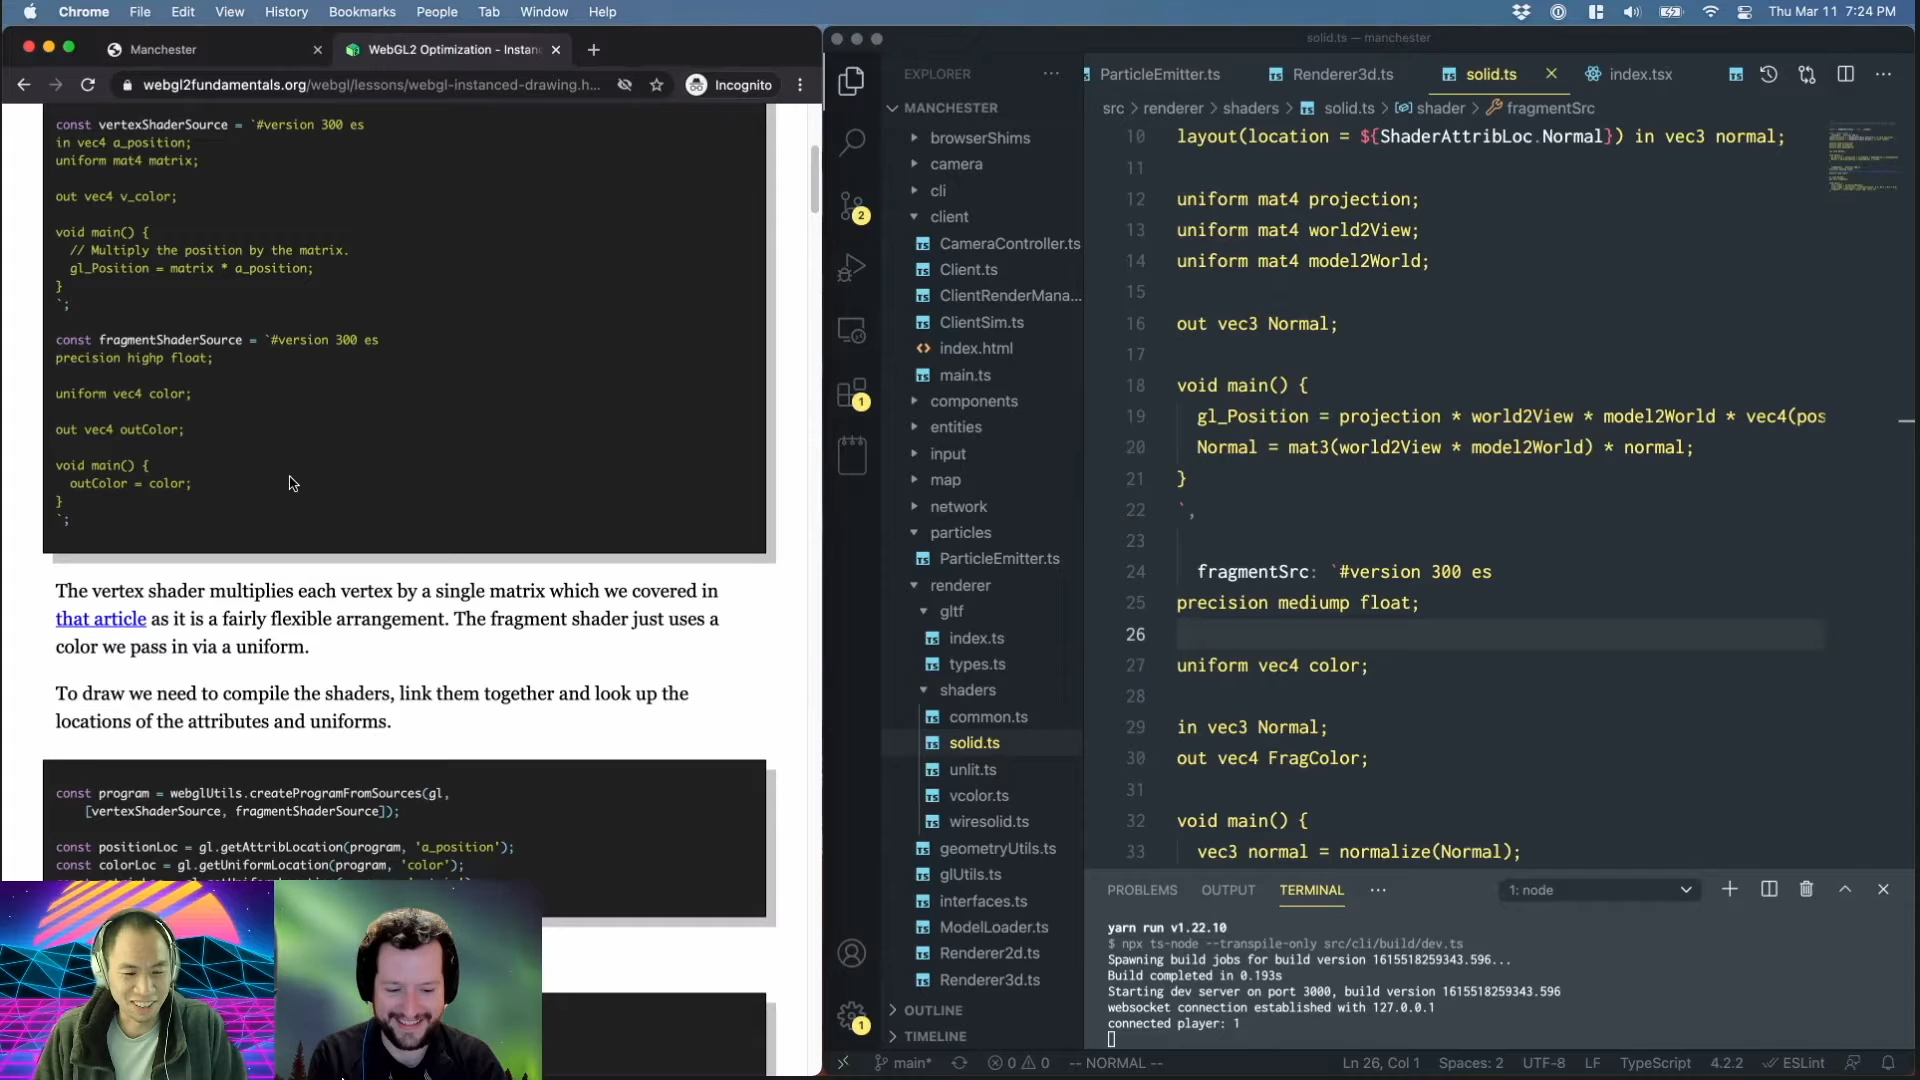 Chrome File Edit View History Bookmarks People Tab Window Help
Thu Mar 11 7:24 PM
Manchester
WebGL2 Optimization - Instan
webgl2fundamentals.org/webgl/lessons/webgl-instanced-drawing.h...
Incognito
const vertexShaderSource = `#version 300 es
in vec4 a_position;
uniform mat4 matrix;
out vec4 v_color;
void main() {
// Multiply the position by the matrix.
gl_Position = matrix * a_position;
}
`;
const fragmentShaderSource = `#version 300 es
precision highp float;
uniform vec4 color;
out vec4 outColor;
void main() {
outColor = color;
}
`;
The vertex shader multiplies each vertex by a single matrix which we covered in
that article as it is a fairly flexible arrangement. The fragment shader just uses a
color we pass in via a uniform.
To draw we need to compile the shaders, link them together and look up the
locations of the attributes and uniforms.
const program = webglUtils.createProgramFromSources(gl,
[vertexShaderSource, fragmentShaderSource]);
const positionLoc = gl.getAttribLocation(program, 'a_position');
const colorLoc = gl.getUniformLocation(program, 'color');
solid.ts — manchester
EXPLORER
MANCHESTER
browserShims
camera
cli
client
CameraController.ts
Client.ts
ClientRenderMana...
ClientSim.ts
index.html
main.ts
components
entities
input
map
network
particles
ParticleEmitter.ts
renderer
gltf
index.ts
types.ts
shaders
common.ts
solid.ts
unlit.ts
vcolor.ts
wiresolid.ts
geometryUtils.ts
glUtils.ts
interfaces.ts
ModelLoader.ts
Renderer2d.ts
Renderer3d.ts
OUTLINE
TIMELINE
2
1
1
ParticleEmitter.ts
Renderer3d.ts
solid.ts
index.tsx
src > renderer > shaders > solid.ts > shader > fragmentSrc
10 layout(location = ${ShaderAttribLoc.Normal}) in vec3 normal;
11
12 uniform mat4 projection;
13 uniform mat4 world2View;
14 uniform mat4 model2World;
15
16 out vec3 Normal;
17
18 void main() {
19 gl_Position = projection * world2View * model2World * vec4(pos
20 Normal = mat3(world2View * model2World) * normal;
21 }
22 `,
23
24 fragmentSrc: `#version 300 es
25 precision mediump float;
26
27 uniform vec4 color;
28
29 in vec3 Normal;
30 out vec4 FragColor;
31
32 void main() {
33 vec3 normal = normalize(Normal);
PROBLEMS OUTPUT TERMINAL
1: node
yarn run v1.22.10
$ npx ts-node --transpile-only src/cli/build/dev.ts
Spawning build jobs for build version 1615518259343.596...
Build completed in 0.193s
Starting dev server on port 3000, build version 1615518259343.596
websocket connection established with 127.0.0.1
connected player: 1
main* 0 0 -- NORMAL -- Ln 26, Col 1 Spaces: 2 UTF-8 LF TypeScript 4.2.2 ESLint